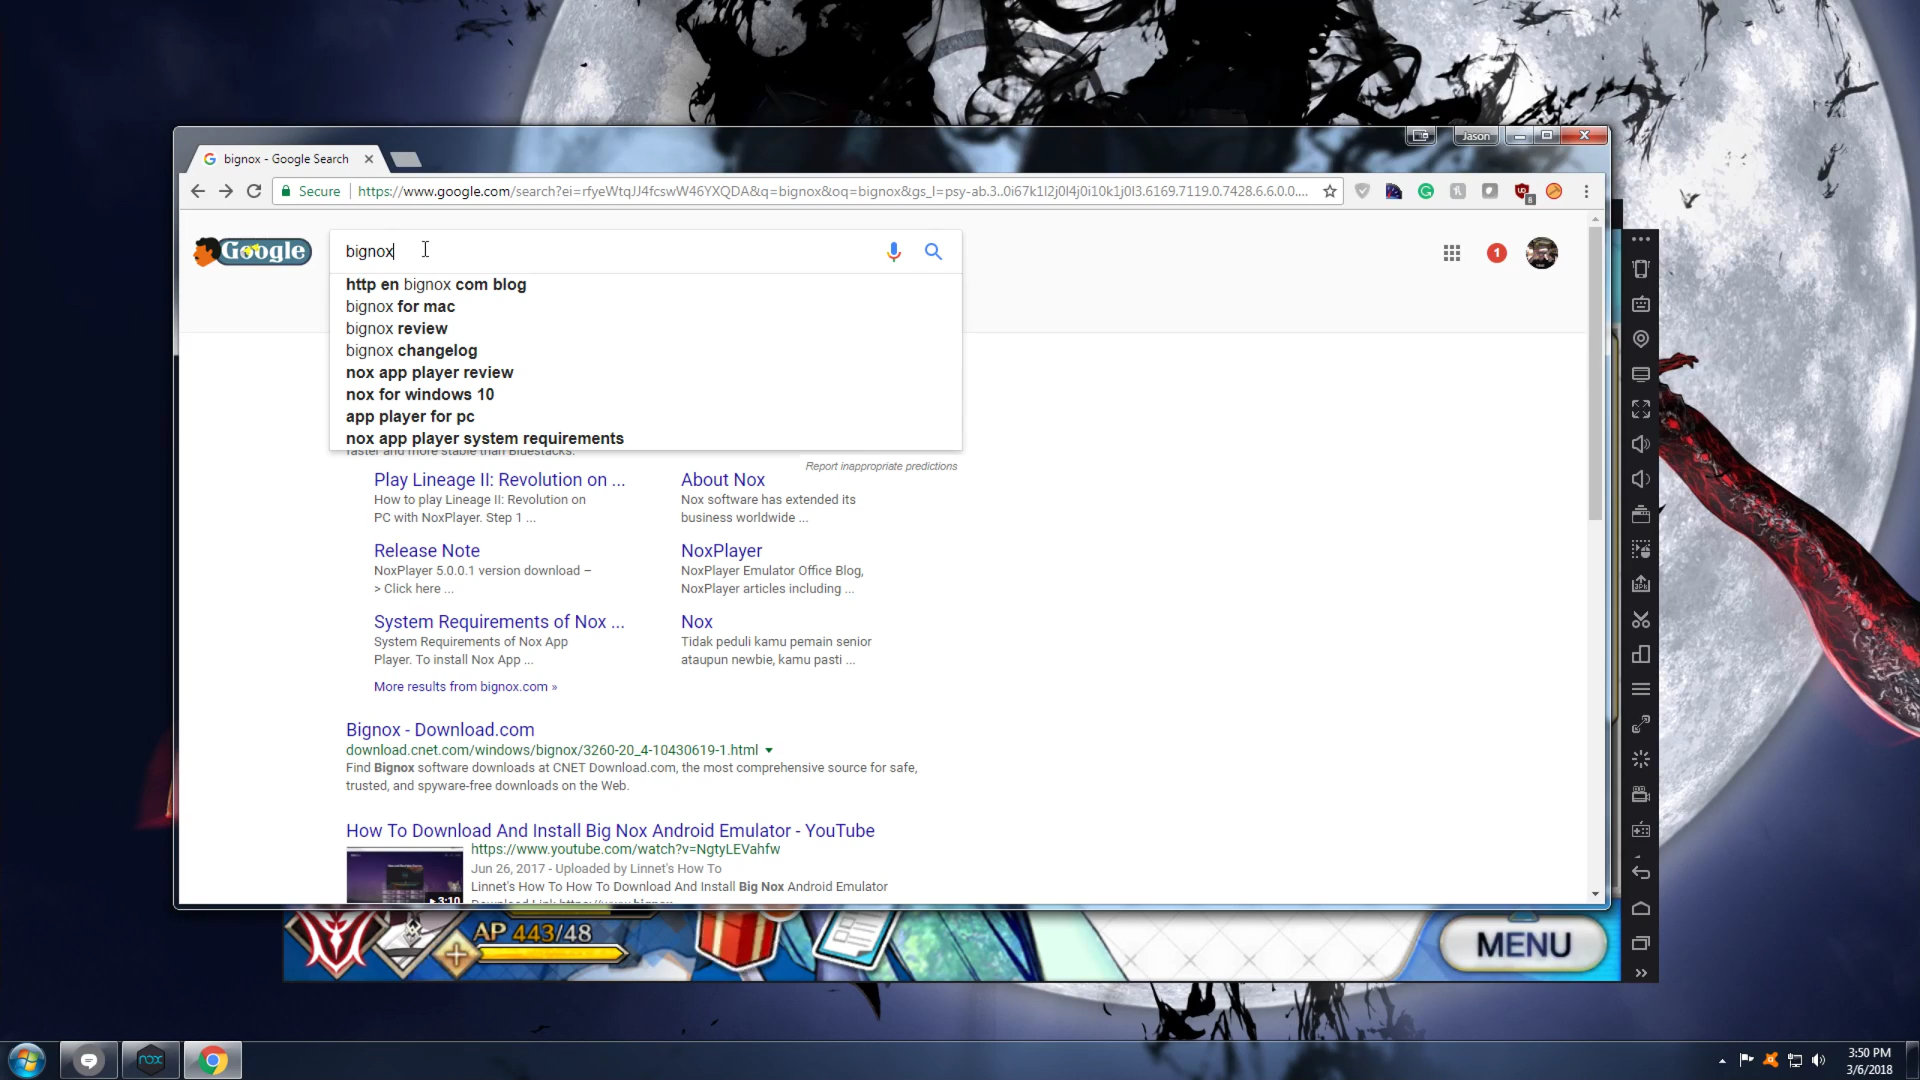 Jason
bignox - Google Search
Secure
https://www.google.com/search?ei=rfyeWtqJJ4fcswW46YXQDA&q=bignox&oq=bignox&gs_l=psy-ab.3..0i67k1l2j0l4j0i10k1j0l3.6169.7119.0.7428.6.6.0.0....
Google
bignox
1
http en bignox com blog
bignox for mac
bignox review
bignox changelog
nox app player review
nox for windows 10
app player for pc
nox app player system requirements
faster and more stable than Bluestacks.
Report inappropriate predictions
Play Lineage II: Revolution on ...
How to play Lineage II: Revolution on
PC with NoxPlayer. Step 1 ...
About Nox
Nox software has extended its
business worldwide ...
Release Note
NoxPlayer 5.0.0.1 version download –
> Click here ...
NoxPlayer
NoxPlayer Emulator Office Blog,
NoxPlayer articles including ...
System Requirements of Nox ...
System Requirements of Nox App
Player. To install Nox App ...
Nox
Tidak peduli kamu pemain senior
ataupun newbie, kamu pasti ...
More results from bignox.com »
Bignox - Download.com
download.cnet.com/windows/bignox/3260-20_4-10430619-1.html
Find Bignox software downloads at CNET Download.com, the most comprehensive source for safe,
trusted, and spyware-free downloads on the Web.
How To Download And Install Big Nox Android Emulator - YouTube
https://www.youtube.com/watch?v=NgtyLEVahfw
Jun 26, 2017 - Uploaded by Linnet's How To
Linnet's How To How To Download And Install Big Nox Android Emulator
3:10
AP 443/48
MENU
nox
3:50 PM
3/6/2018